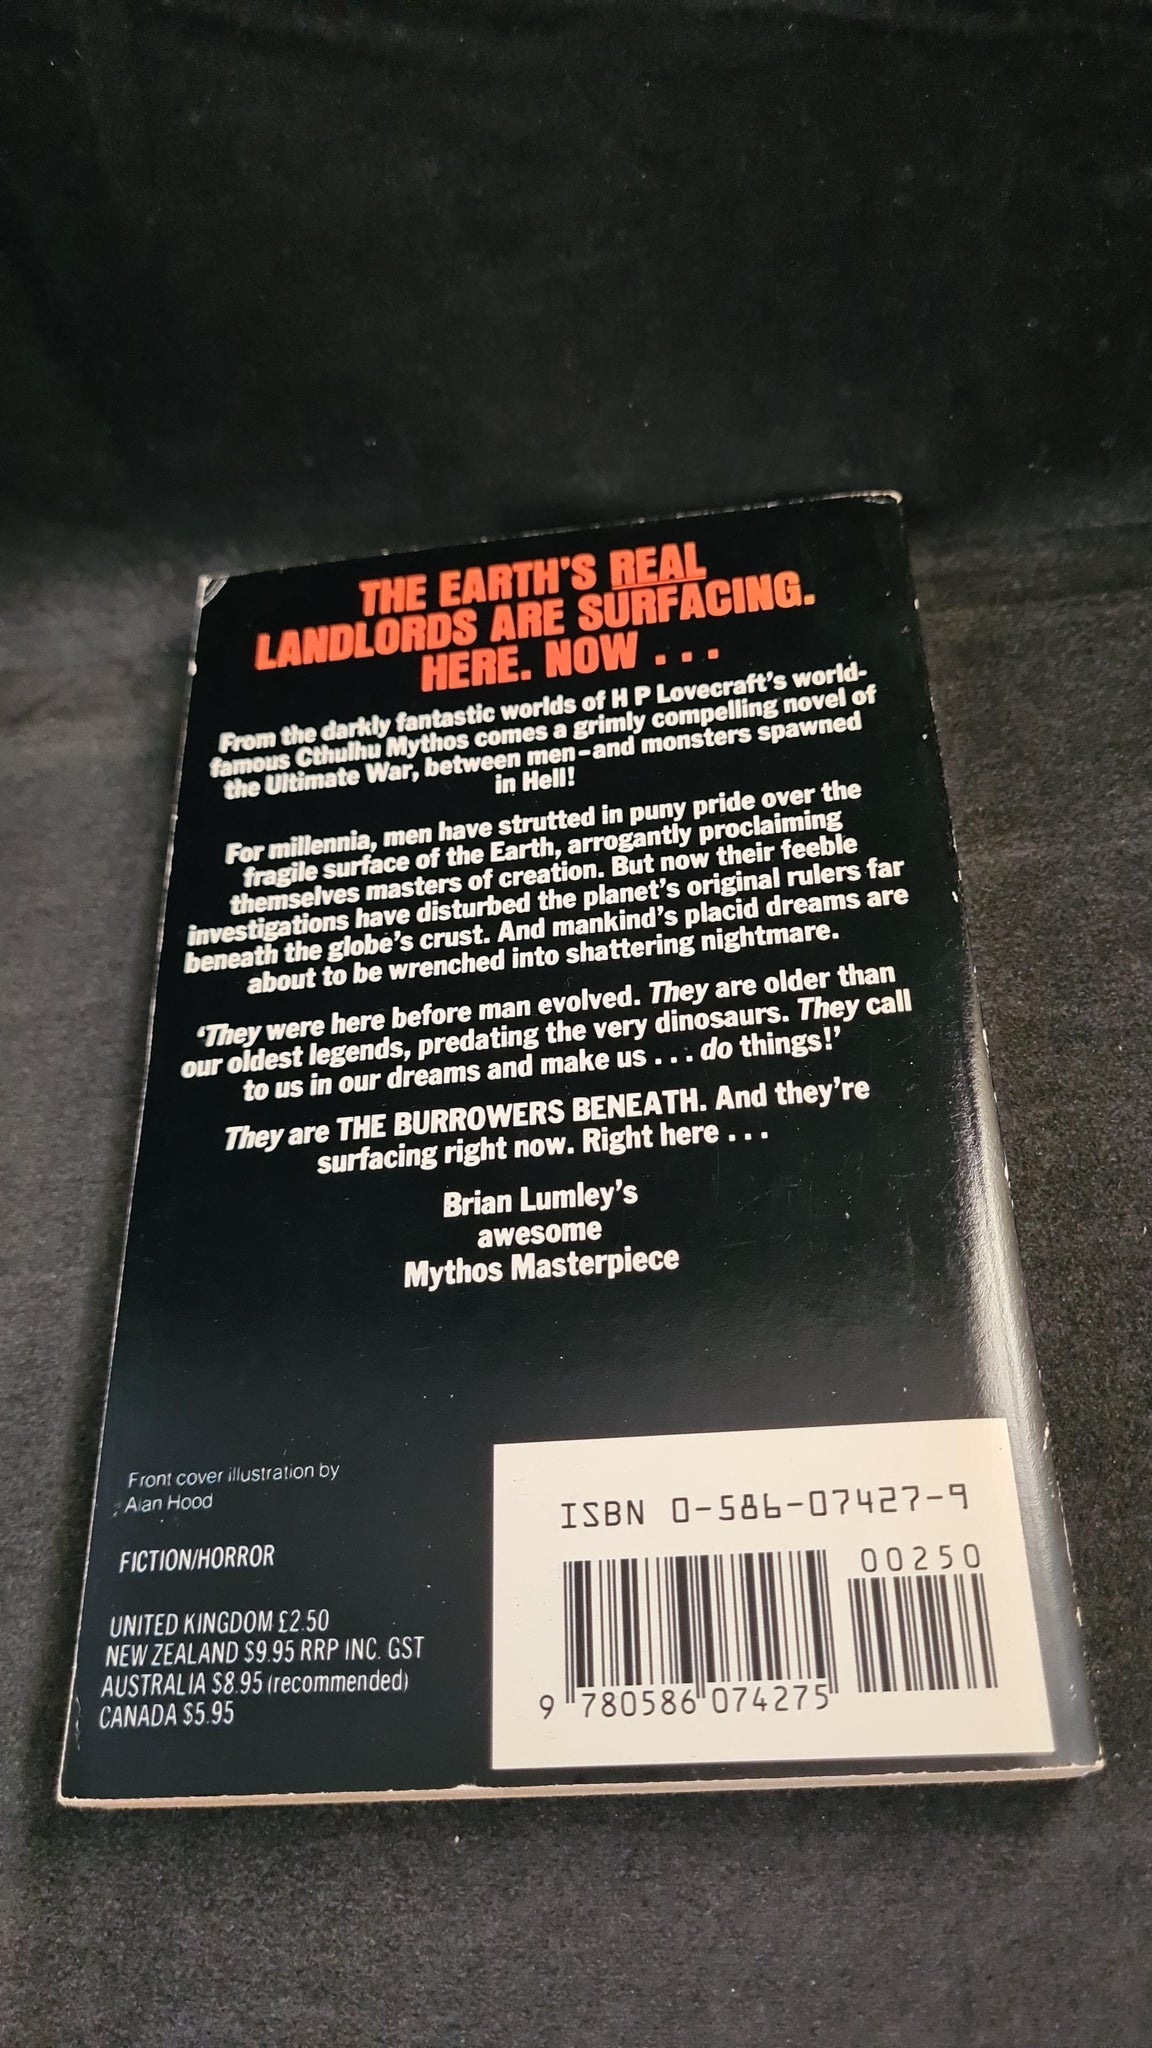 THE EARTH'S REAL
LANDLORDS ARE SURFACING.
HERE. NOW . . .
From the darkly fantastic worlds of H P Lovecraft's world-
famous Cthulhu Mythos comes a grimly compelling novel of
the Ultimate War, between men–and monsters spawned
in Hell!
For millennia, men have strutted in puny pride over the
fragile surface of the Earth, arrogantly proclaiming
themselves masters of creation. But now their feeble
investigations have disturbed the planet's original rulers far
beneath the globe's crust. And mankind's placid dreams are
about to be wrenched into shattering nightmare.
'They were here before man evolved. They are older than
our oldest legends, predating the very dinosaurs. They call
to us in our dreams and make us . . . do things!'
They are THE BURROWERS BENEATH. And they're
surfacing right now. Right here . . .
Brian Lumley's
awesome
Mythos Masterpiece
Front cover illustration by
Alan Hood
FICTION/HORROR
UNITED KINGDOM £2.50
NEW ZEALAND $9.95 RRP INC. GST
AUSTRALIA $8.95 (recommended)
CANADA $5.95
ISBN 0-586-07427-9
00250
9 780586 074275